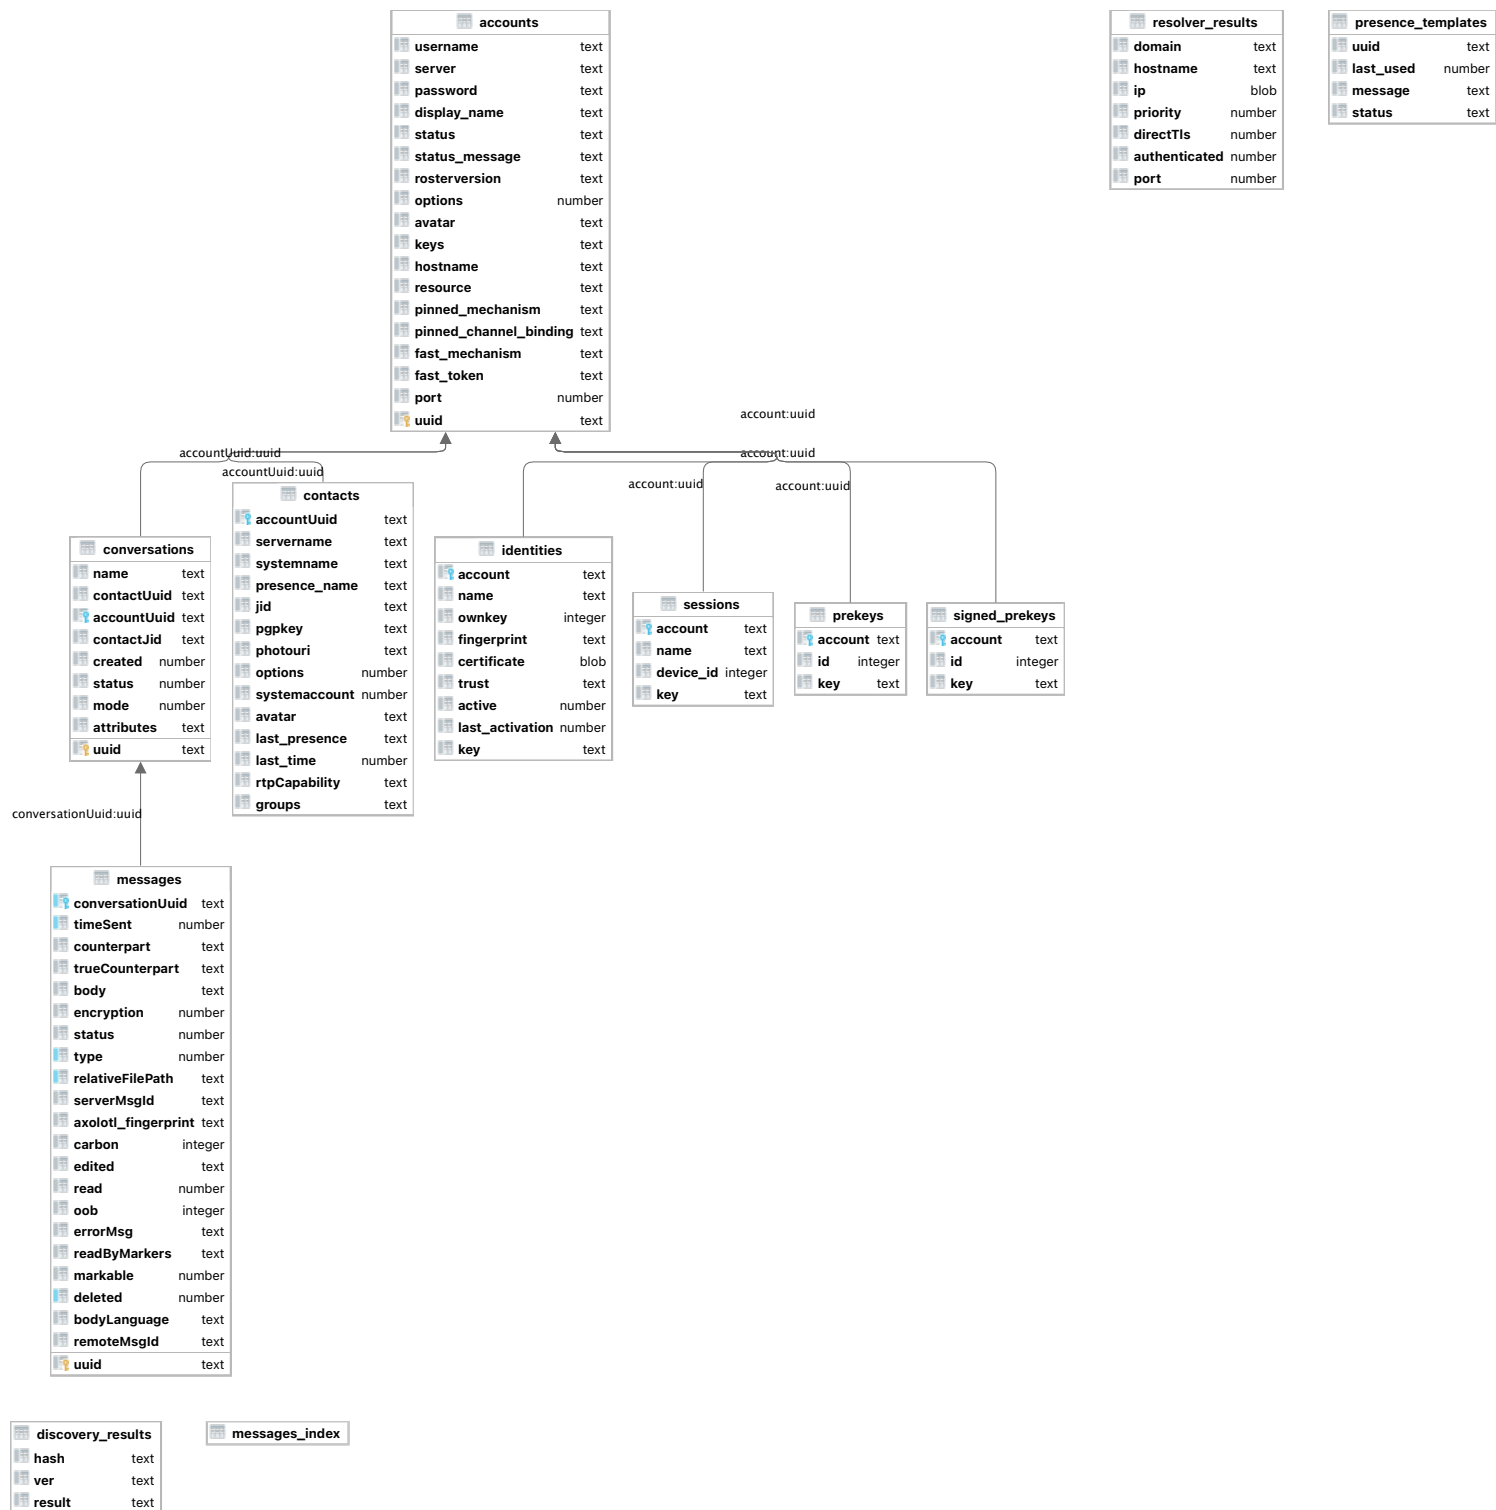 accounts
username text
server text
password text
display_name text
status text
status_message text
rosterversion text
options number
avatar text
keys text
hostname text
resource text
pinned_mechanism text
pinned_channel_binding text
fast_mechanism text
fast_token text
port number
uuid text
resolver_results
domain text
hostname text
ip blob
priority number
directTls number
authenticated number
port number
presence_templates
uuid text
last_used number
message text
status text
account:uuid
accountUuid:uuid
account:uuid
accountUuid:uuid
account:uuid
account:uuid
conversations
name text
contactUuid text
accountUuid text
contactJid text
created number
status number
mode number
attributes text
uuid text
contacts
accountUuid text
servername text
systemname text
presence_name text
jid text
pgpkey text
photouri text
options number
systemaccount number
avatar text
last_presence text
last_time number
rtpCapability text
groups text
identities
account text
name text
ownkey integer
fingerprint text
certificate blob
trust text
active number
last_activation number
key text
sessions
account text
name text
device_id integer
key text
prekeys
account text
id integer
key text
signed_prekeys
account text
id integer
key text
conversationUuid:uuid
messages
conversationUuid text
timeSent number
counterpart text
trueCounterpart text
body text
encryption number
status number
type number
relativeFilePath text
serverMsgId text
axolotl_fingerprint text
carbon integer
edited text
read number
oob integer
errorMsg text
readByMarkers text
markable number
deleted number
bodyLanguage text
remoteMsgId text
uuid text
discovery_results
hash text
ver text
result text
messages_index